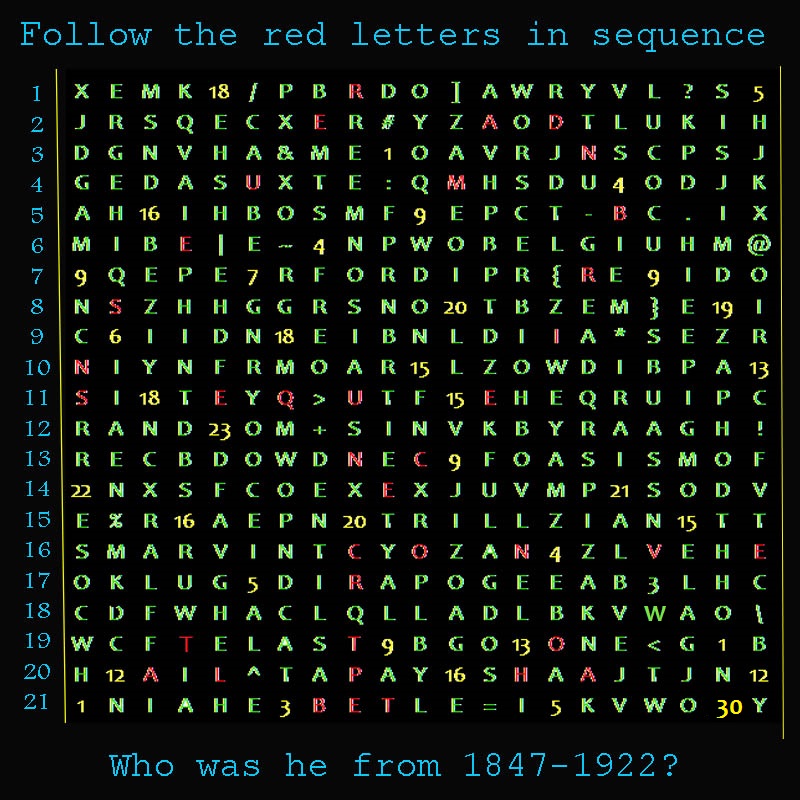 Follow the red letters in sequence
1 X E M K 18 / P B R D O ] A W R Y V L ? S 5
2 J R S Q E C X E R # Y Z A O D T L U K I H
3 D G N V H A & M E 1 O A V R J N S C P S J
4 G E D A S U X T E : Q M H S D U 4 O D J K
5 A H 16 I H B O S M F 9 E P C T - B C . I X
6 M I B E | E ~ 4 N P W O B E L G I U H M @
7 9 Q E P E 7 R F O R D I P R { R E 9 I D O
8 N S Z H H G G R S N O 20 T B Z E M } E 19 I
9 C 6 I I D N 18 E I B N L D I I A * S E Z R
10 N I Y N F R M O A R 15 L Z O W D I B P A 13
11 S I 18 T E Y Q > U T F 15 E H E Q R U I P C
12 R A N D 23 O M + S I N V K B Y R A A G H !
13 R E C B D O W D N E C 9 F O A S I S M O F
14 22 N X S F C O E X E X J U V M P 21 S O D V
15 E % R 16 A E P N 20 T R I L L Z I A N 15 T T
16 S M A R V I N T C Y O Z A N 4 Z L V E H E
17 O K L U G 5 D I R A P O G E E A B 3 L H C
18 C D F W H A C L Q L L A D L B K V W A O \
19 W C F T E L A S T 9 B G O 13 O N E < G 1 B
20 H 12 A I L ^ T A P A Y 16 S H A A J T J N 12
21 1 N I A H E 3 B E T L E = I 5 K V W O 30 Y
Who was he from 1847-1922?